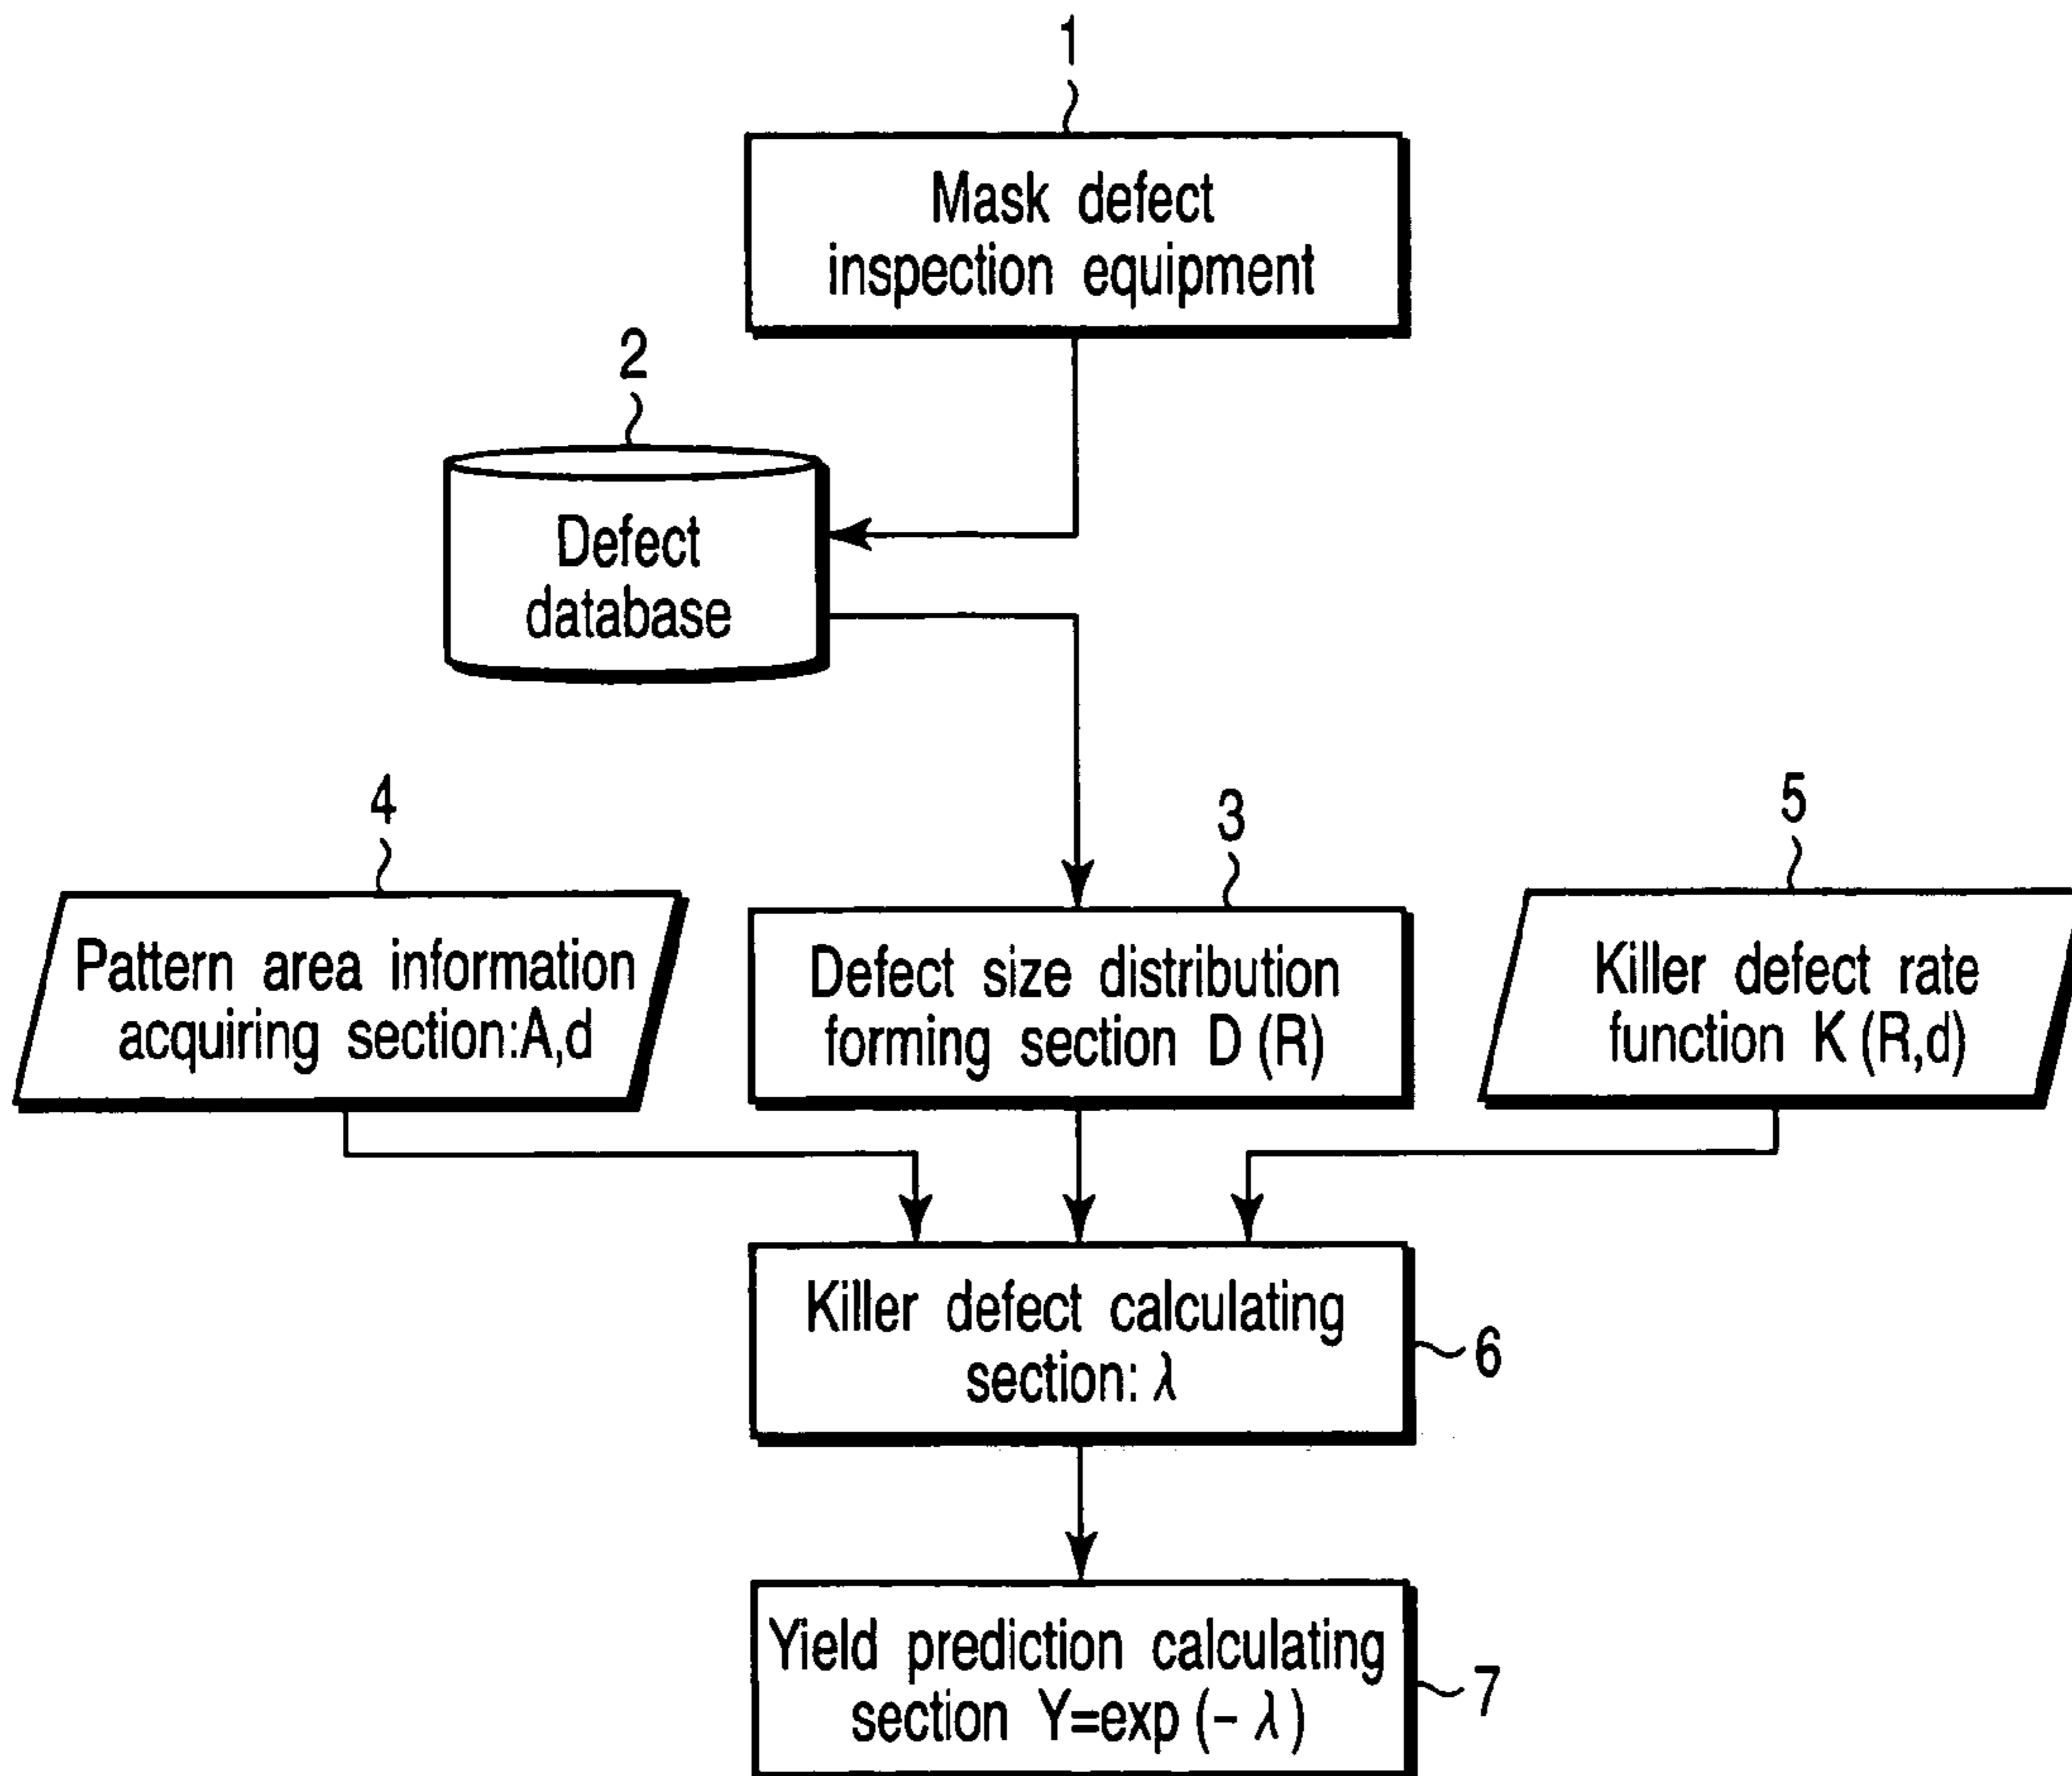 1
Mask defect
inspection equipment
2
Defect
database
4
Pattern area information
acquiring section:A,d
3
Defect size distribution
forming section D (R)
5
Killer defect rate
function K (R,d)
Killer defect calculating
section: λ
6
Yield prediction calculating
section Y=exp (- λ)
7